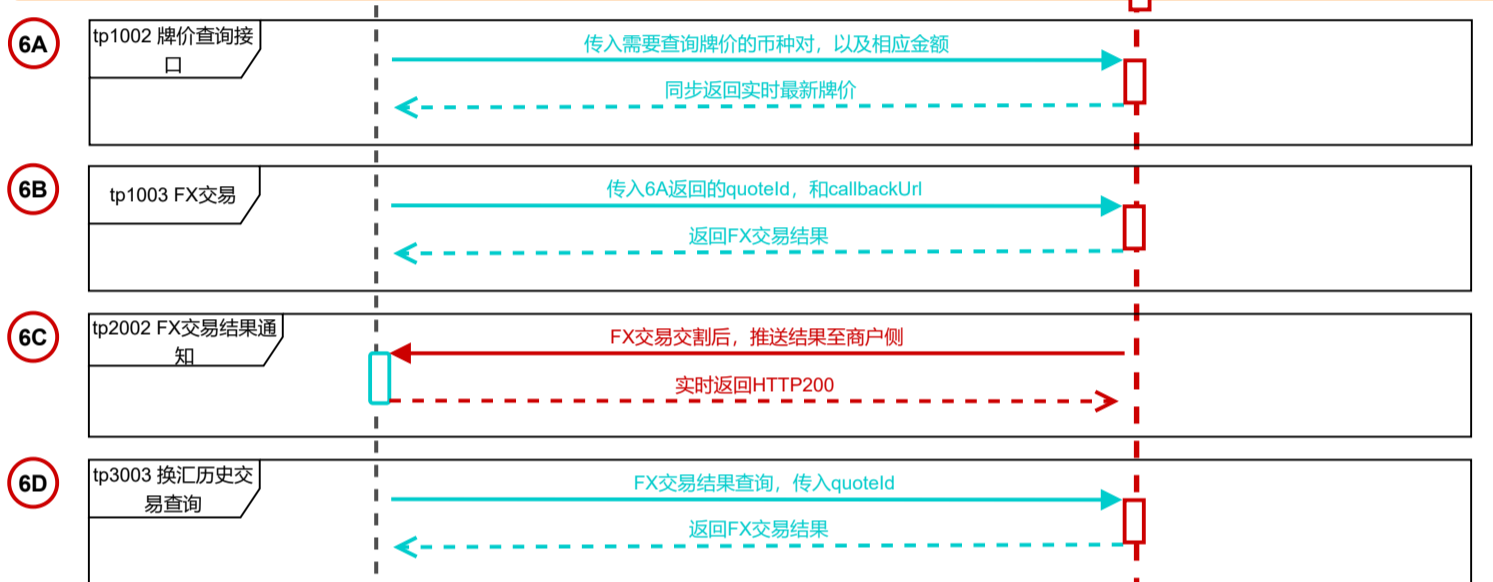 6A
tp1002 牌价查询接
口
传入需要查询牌价的币种对，以及相应金额
同步返回实时最新牌价
6B
tp1003 FX交易
传入6A返回的quoteId，和callbackUrl
返回FX交易结果
6C
tp2002 FX交易结果通
知
FX交易交割后，推送结果至商户侧
实时返回HTTP200
6D
tp3003 换汇历史交
易查询
FX交易结果查询，传入quoteId
返回FX交易结果